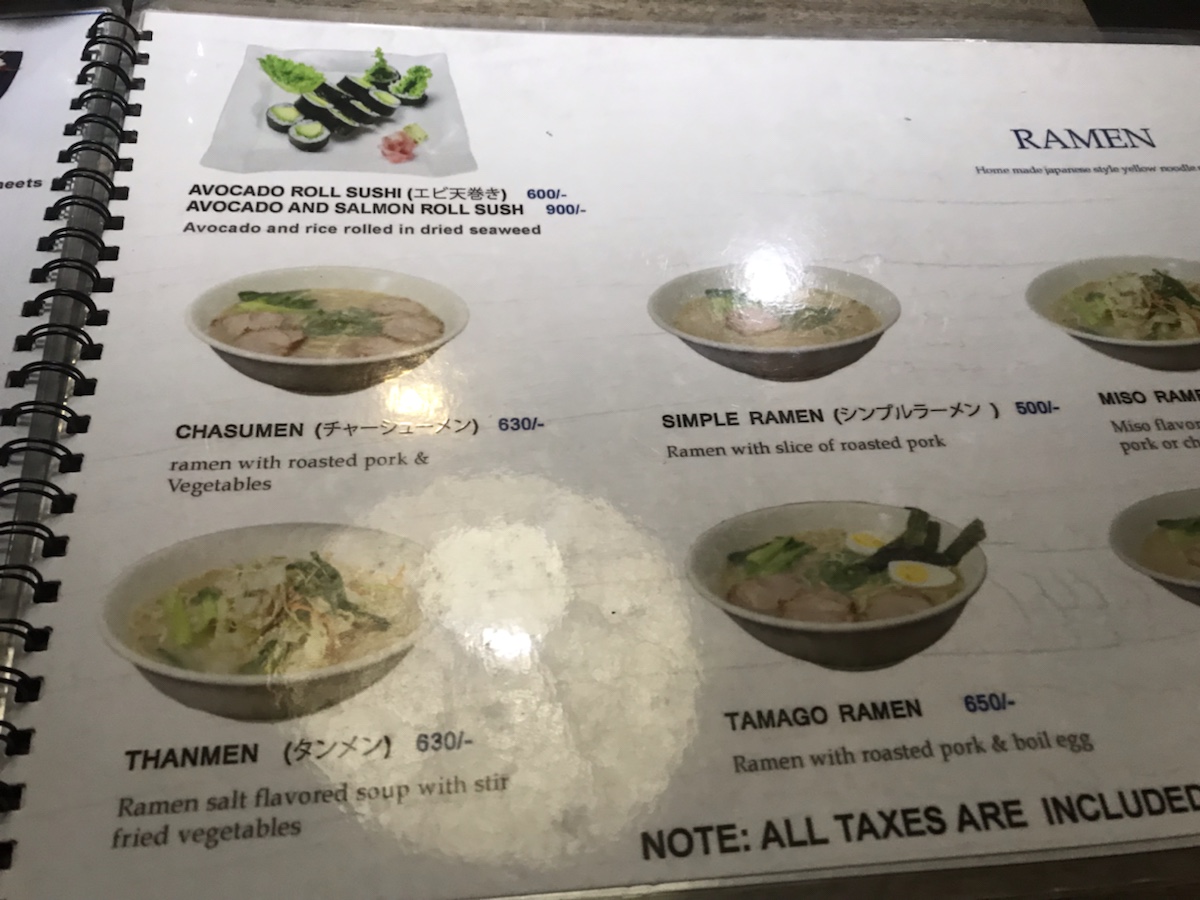 neets
AVOCADO ROLL SUSHI (エビ天巻き) 600/-
AVOCADO AND SALMON ROLL SUSH 900/-
Avocado and rice rolled in dried seaweed
RAMEN
Home made japanese style yellow noodle
CHASUMEN (チャーシューメン) 630/-
ramen with roasted pork &
Vegetables
SIMPLE RAMEN (シンプルラーメン ) 500/-
Ramen with slice of roasted pork
MISO RAME
Miso flavor
pork or ch
THANMEN (タンメン) 630/-
Ramen salt flavored soup with stir
fried vegetables
TAMAGO RAMEN 650/-
Ramen with roasted pork & boil egg
NOTE: ALL TAXES ARE INCLUDED